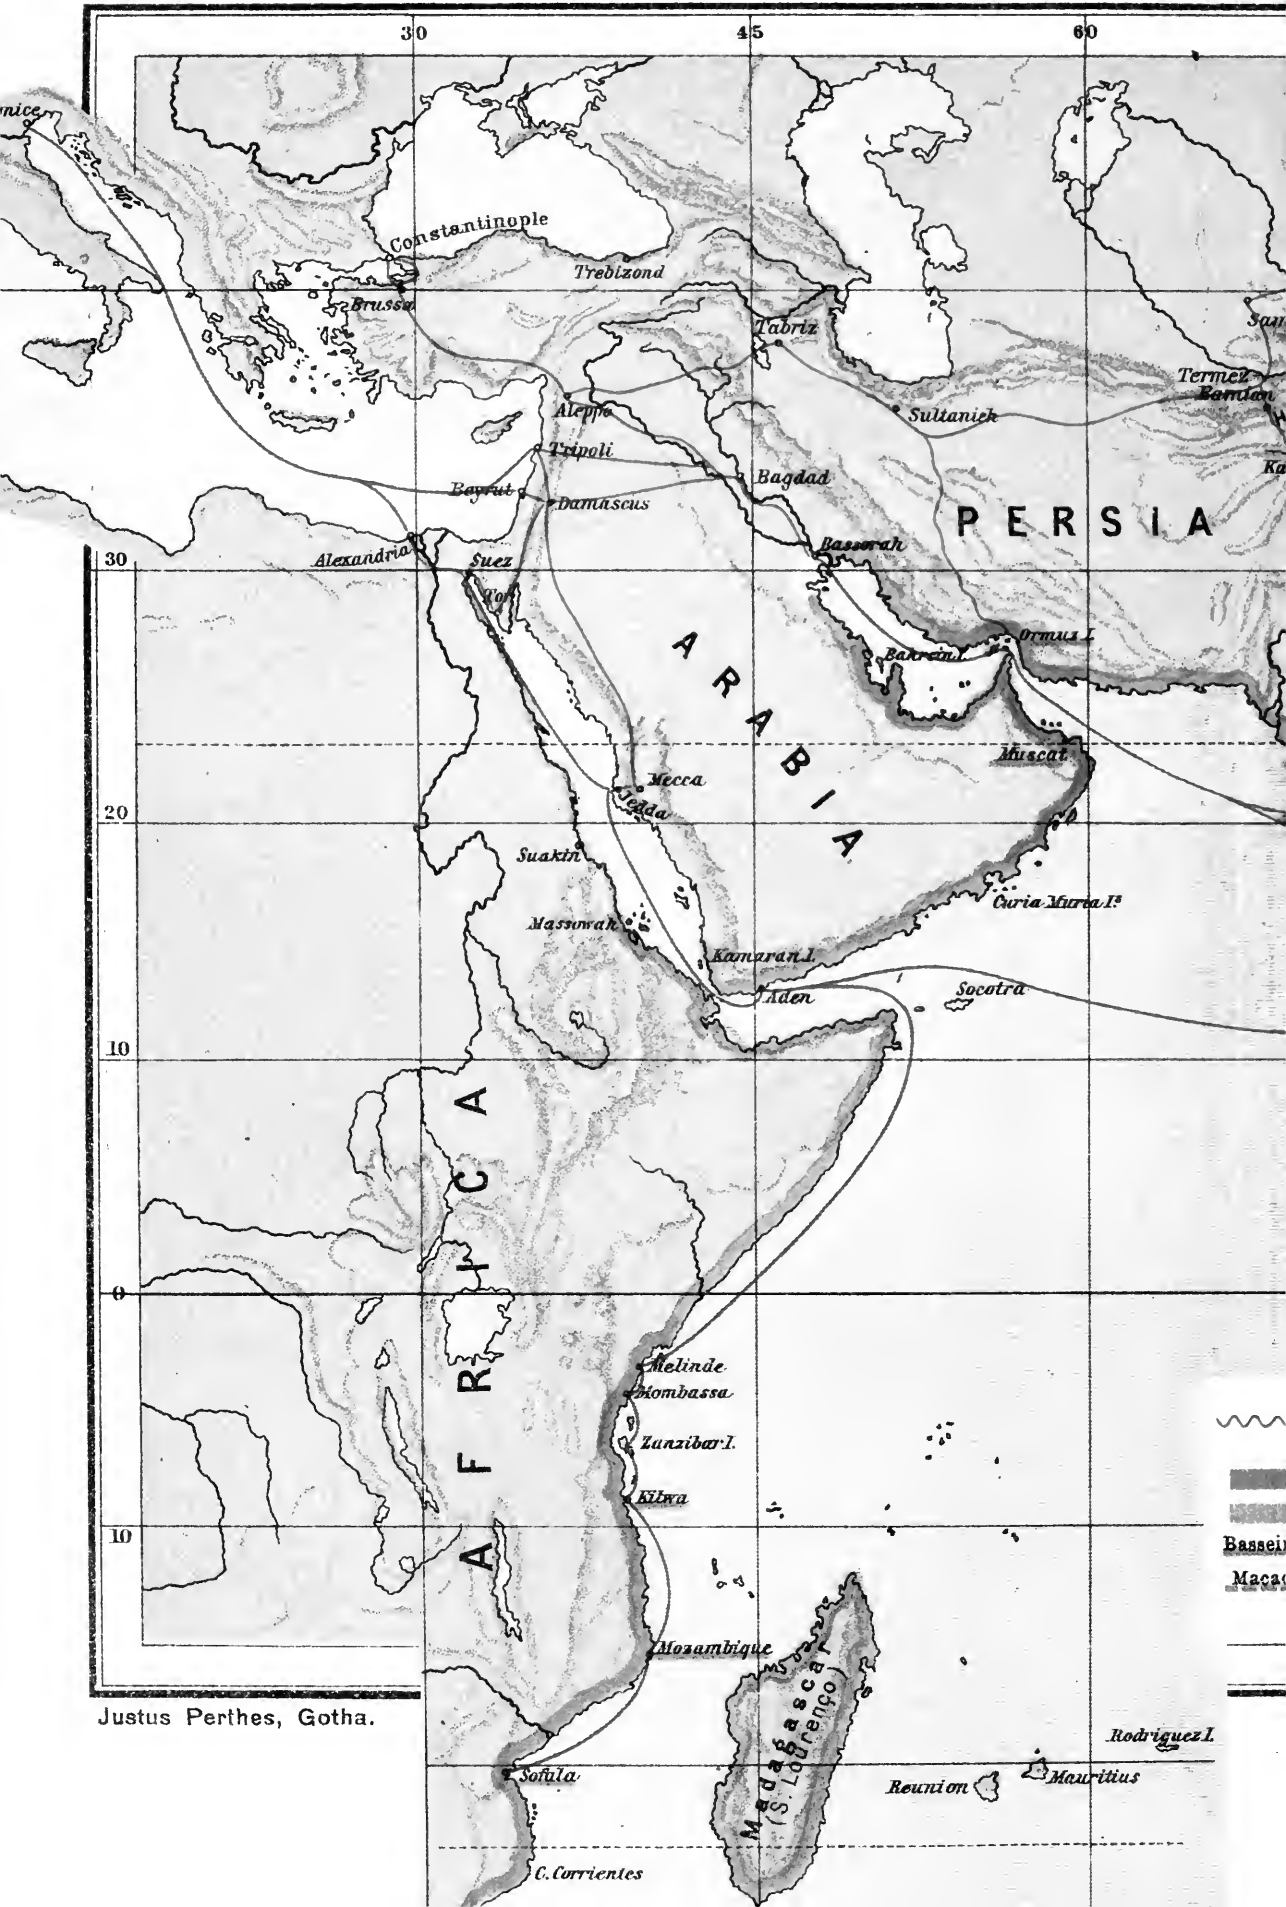 30
45
60
Constantinople
Trebizond
Brussa
Tabriz
Termez
Bamian
Aleppo
Sultanieh
Tripoli
Bagdad
Beyrut
Damascus
PERSIA
Alexandria
Bassorah
30
Suez
Tor
Ormuz I.
Bahrein I.
ARABIA
Muscat
Mecca
Jedda
20
Suakin
Curia Muria Iˢ
Massowah
Kamaran I.
Socotra
Aden
10
AFRICA
0
Melinde
Mombassa
Zanzibar I.
Kilwa
10
Mozambique
Madagascar
(S. Lourenço)
Justus Perthes, Gotha.
Rodriguez I.
Sofala
Reunion
Mauritius
C. Corrientes